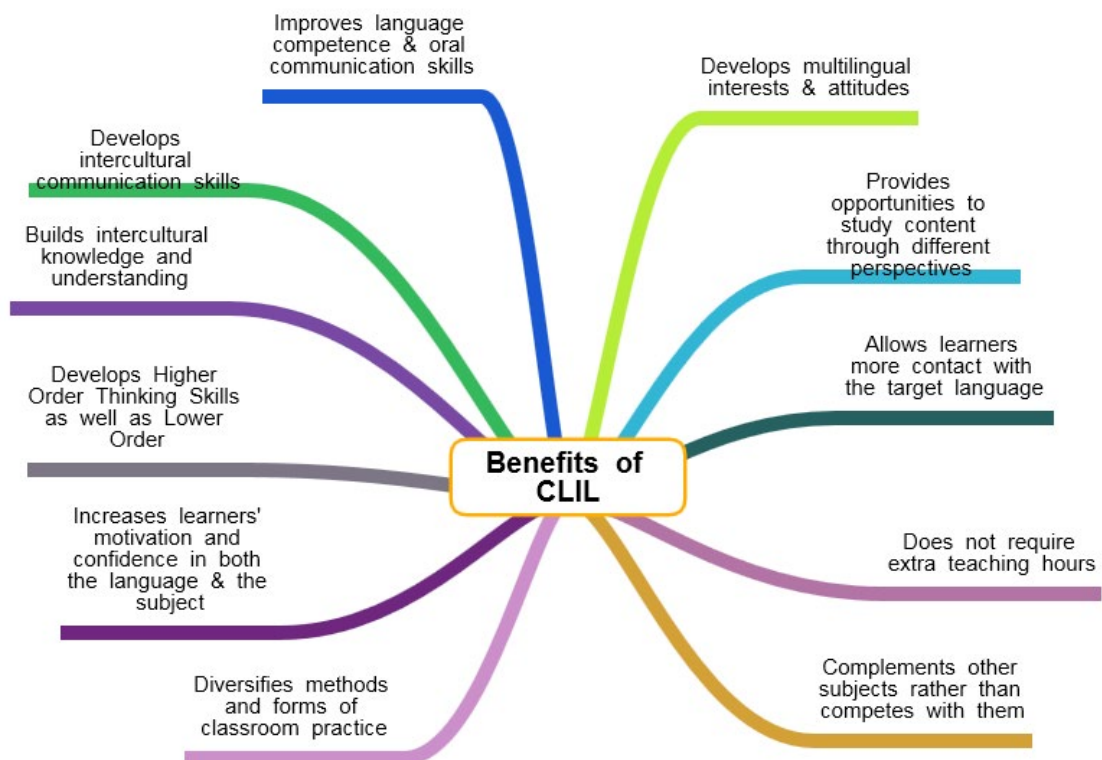 Improves language
competence & oral
communication skills
Develops multilingual
interests & attitudes
Develops
intercultural
communication skills
Provides
opportunities to
study content
through different
perspectives
Builds intercultural
knowledge and
understanding
Allows learners
more contact with
the target language
Develops Higher
Order Thinking Skills
as well as Lower
Order
Benefits of
CLIL
Increases learners'
motivation and
confidence in both
the language & the
subject
Does not require
extra teaching hours
Diversifies methods
and forms of
classroom practice
Complements other
subjects rather than
competes with them